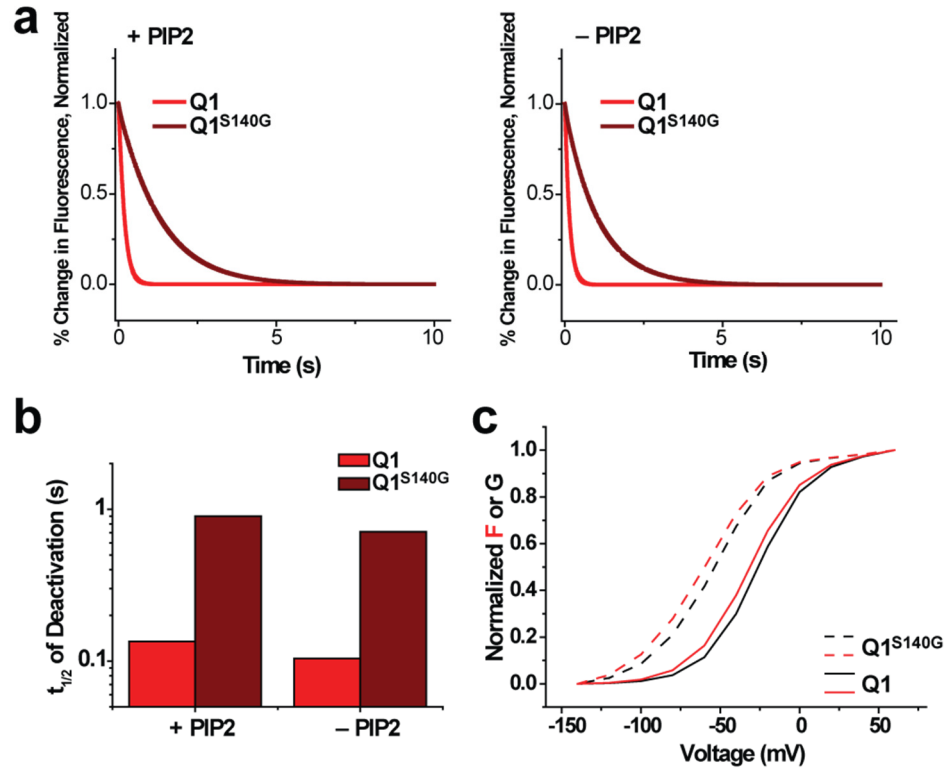 a
+ PIP2
% Change in Fluorescence, Normalized
1.0
0.5
0.0
Q1
Q1S140G
0
5
10
Time (s)
– PIP2
% Change in Fluorescence, Normalized
1.0
0.5
0.0
Q1
Q1S140G
0
5
10
Time (s)
b
t1/2 of Deactivation (s)
1
0.1
Q1
Q1S140G
+ PIP2
– PIP2
c
Normalized F or G
1.0
0.8
0.6
0.4
0.2
0.0
Q1S140G
Q1
-150
-100
-50
0
50
Voltage (mV)